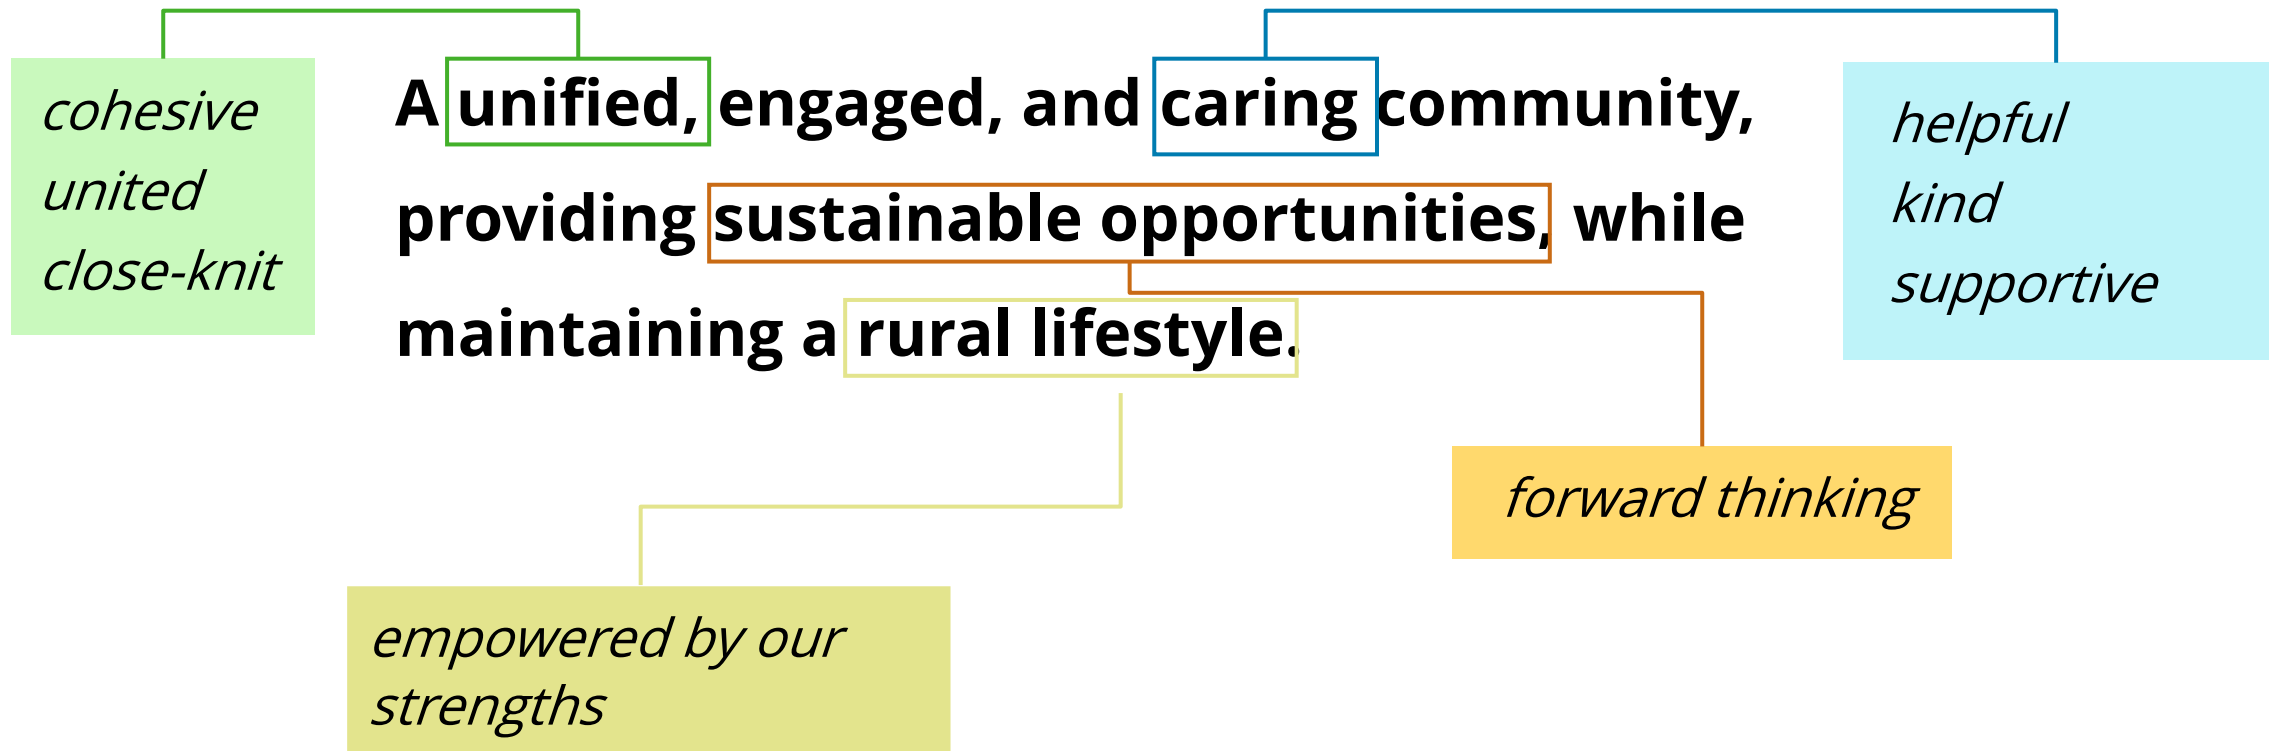 A unified, engaged, and caring community,
providing sustainable opportunities, while
maintaining a rural lifestyle.
cohesive
united
close-knit
helpful
kind
supportive
forward thinking
empowered by our
strengths